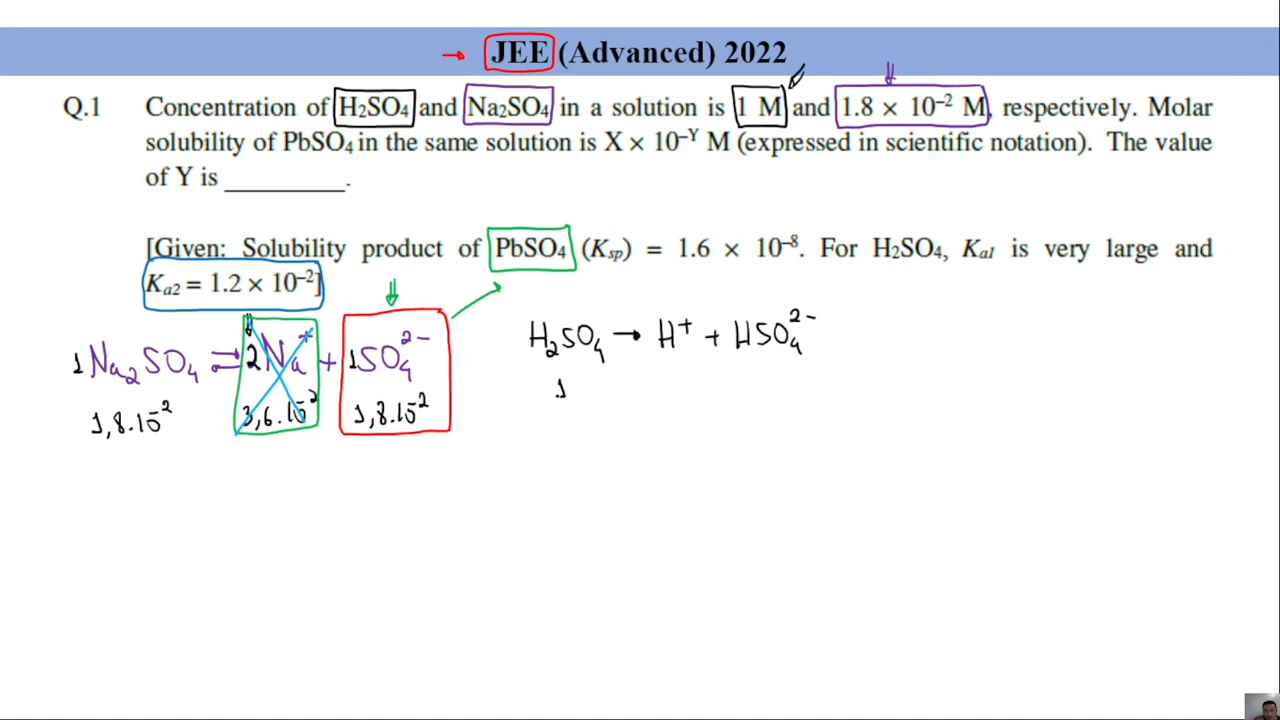 → JEE (Advanced) 2022
Q.1 Concentration of H₂SO₄ and Na₂SO₄ in a solution is 1 M and 1.8 × 10⁻² M, respectively. Molar
solubility of PbSO₄ in the same solution is X × 10⁻ʸ M (expressed in scientific notation). The value
of Y is __________.
[Given: Solubility product of PbSO₄ (Kₛₚ) = 1.6 × 10⁻⁸. For H₂SO₄, Kₐ₁ is very large and
Kₐ₂ = 1.2 × 10⁻²]
1Na₂SO₄ ⇌ 2Na⁺ + 1SO₄²⁻
H₂SO₄ → H⁺ + HSO₄²⁻
1,8.10⁻² 3,6.10⁻² 1,8.10⁻²
1